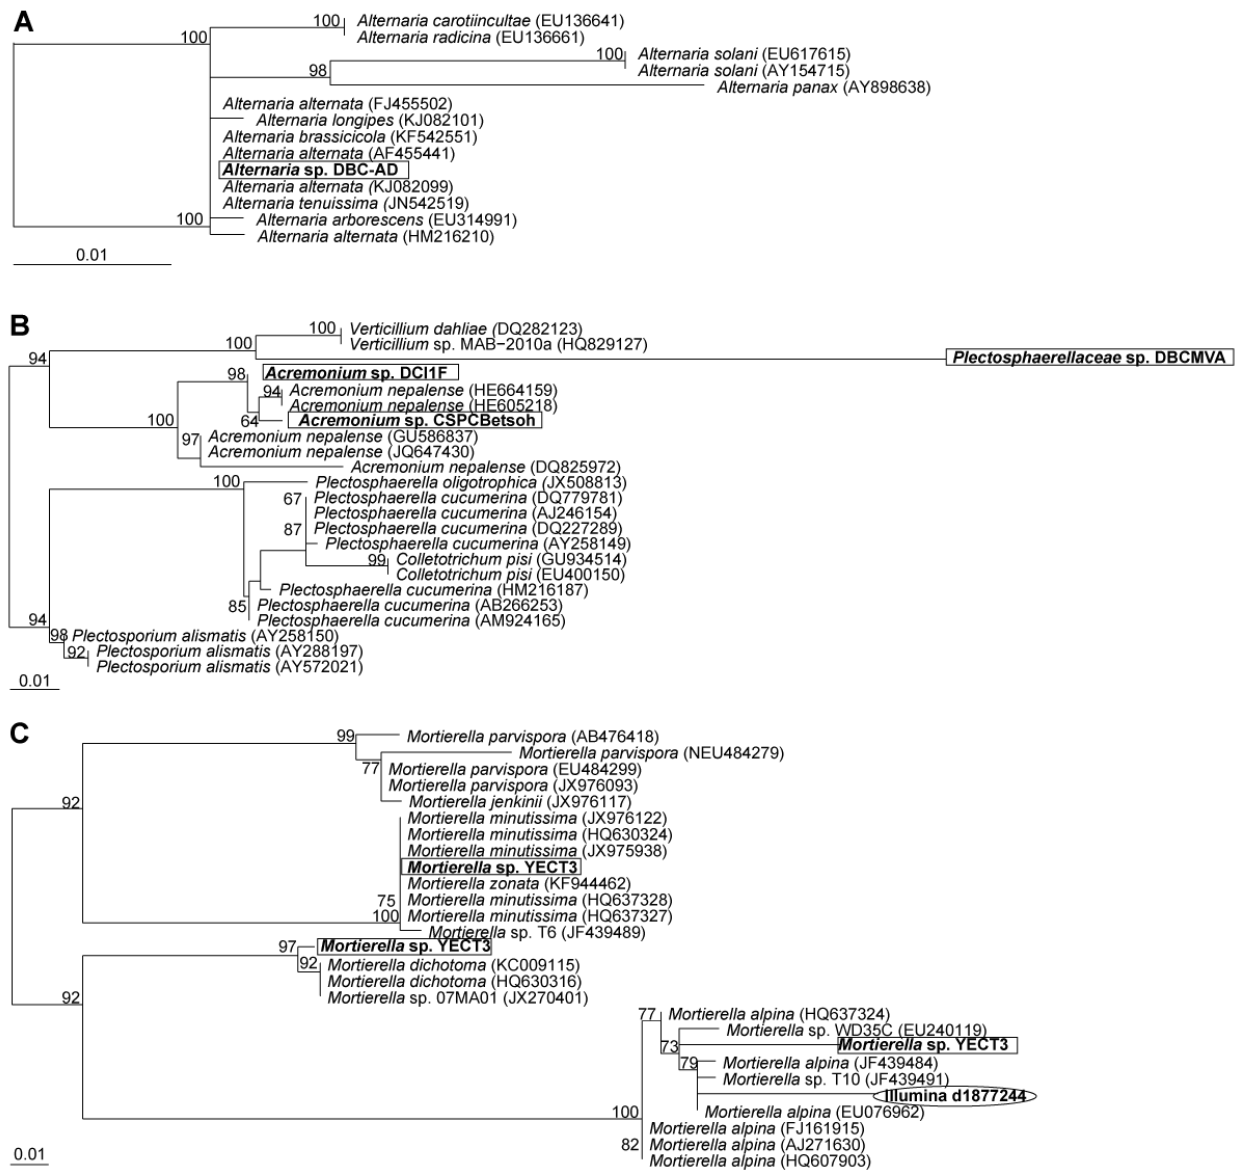 A
100
Alternaria carotiincultae (EU136641)
100
Alternaria radicina (EU136661)
100
Alternaria solani (EU617615)
98
Alternaria solani (AY154715)
Alternaria panax (AY898638)
Alternaria alternata (FJ455502)
Alternaria longipes (KJ082101)
Alternaria brassicicola (KF542551)
Alternaria alternata (AF455441)
Alternaria sp. DBC-AD
Alternaria alternata (KJ082099)
Alternaria tenuissima (JN542519)
100
Alternaria arborescens (EU314991)
Alternaria alternata (HM216210)
0.01
B
100
Verticillium dahliae (DQ282123)
100
Verticillium sp. MAB−2010a (HQ829127)
94
Plectosphaerellaceae sp. DBCMVA
98
Acremonium sp. DCI1F
94
Acremonium nepalense (HE664159)
Acremonium nepalense (HE605218)
100
64
Acremonium sp. CSPCBetsoh
97
Acremonium nepalense (GU586837)
Acremonium nepalense (JQ647430)
Acremonium nepalense (DQ825972)
100
Plectosphaerella oligotrophica (JX508813)
67
Plectosphaerella cucumerina (DQ779781)
Plectosphaerella cucumerina (AJ246154)
87
Plectosphaerella cucumerina (DQ227289)
Plectosphaerella cucumerina (AY258149)
99
Colletotrichum pisi (GU934514)
Colletotrichum pisi (EU400150)
Plectosphaerella cucumerina (HM216187)
85
Plectosphaerella cucumerina (AB266253)
Plectosphaerella cucumerina (AM924165)
94
98
Plectosporium alismatis (AY258150)
92
Plectosporium alismatis (AY288197)
Plectosporium alismatis (AY572021)
0.01
C
99
Mortierella parvispora (AB476418)
Mortierella parvispora (NEU484279)
77
Mortierella parvispora (EU484299)
Mortierella parvispora (JX976093)
92
Mortierella jenkinii (JX976117)
Mortierella minutissima (JX976122)
Mortierella minutissima (HQ630324)
Mortierella minutissima (JX975938)
Mortierella sp. YECT3
Mortierella zonata (KF944462)
75
Mortierella minutissima (HQ637328)
100
Mortierella minutissima (HQ637327)
Mortierella sp. T6 (JF439489)
97
Mortierella sp. YECT3
92
Mortierella dichotoma (KC009115)
Mortierella dichotoma (HQ630316)
92
Mortierella sp. 07MA01 (JX270401)
77
Mortierella alpina (HQ637324)
Mortierella sp. WD35C (EU240119)
73
Mortierella sp. YECT3
79
Mortierella alpina (JF439484)
Mortierella sp. T10 (JF439491)
Illumina d1877244
100
Mortierella alpina (EU076962)
Mortierella alpina (FJ161915)
82
Mortierella alpina (AJ271630)
Mortierella alpina (HQ607903)
0.01